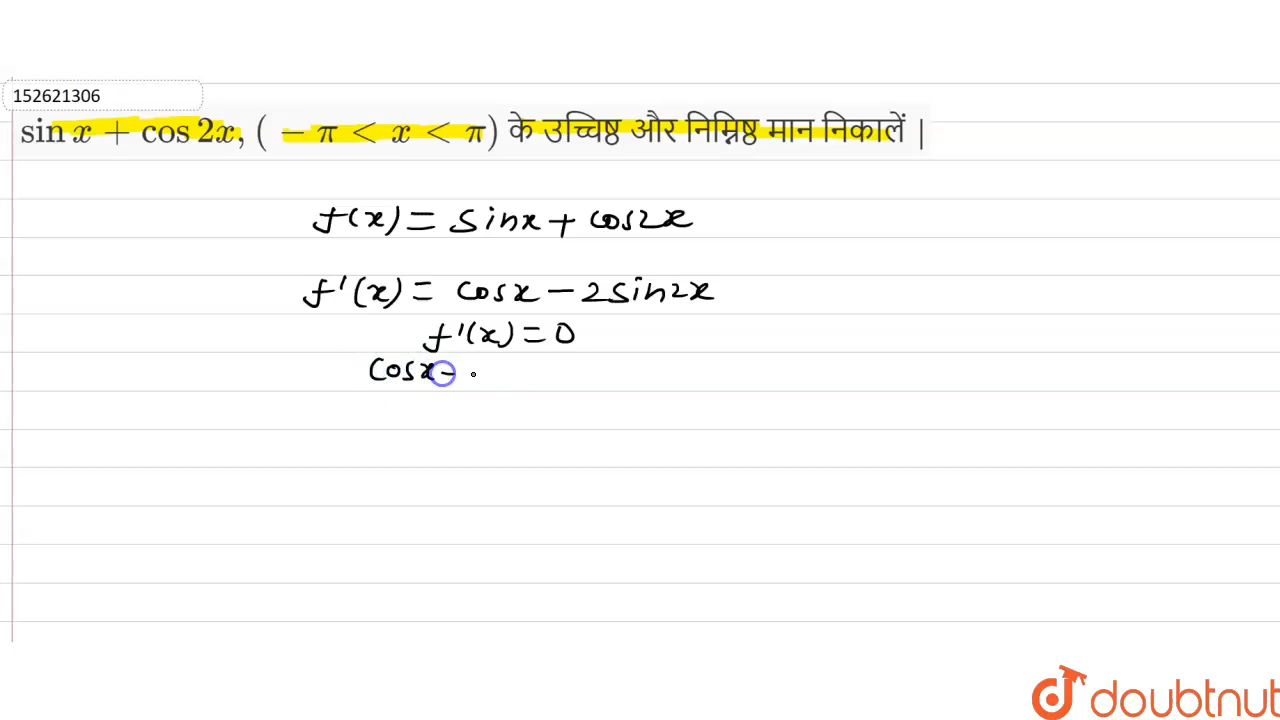 152621306
sin x + cos 2x, ( − π < x < π) के उच्चिष्ठ और निम्निष्ठ मान निकालें |
f(x) = sinx + cos2x
f'(x) = cosx − 2sin2x
f'(x) = 0
cosx -
doubtnut